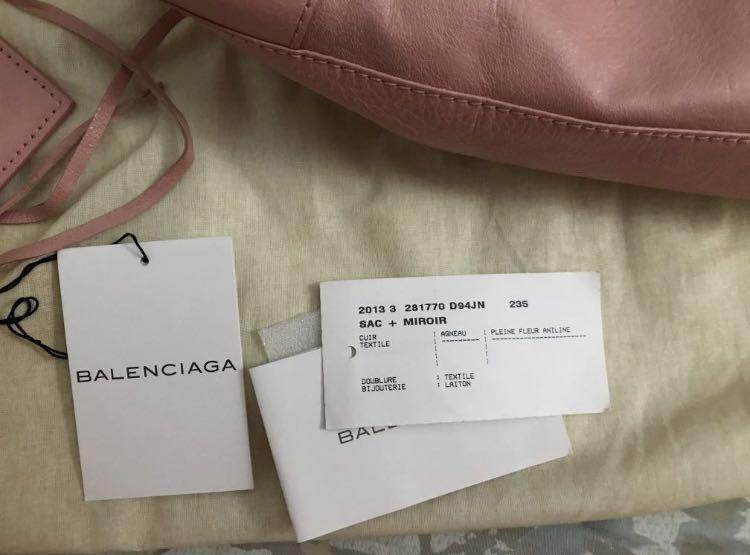 BALENCIAGA
2013 3 281770 D94JN 235
SAC + MIROIR
CUIR ¦ AGNEAU ¦ PLEINE FLEUR ANILINE
TEXTILE ¦---------- ¦--------------------
DOUBLURE : TEXTILE
BIJOUTERIE : LAITON
BALE